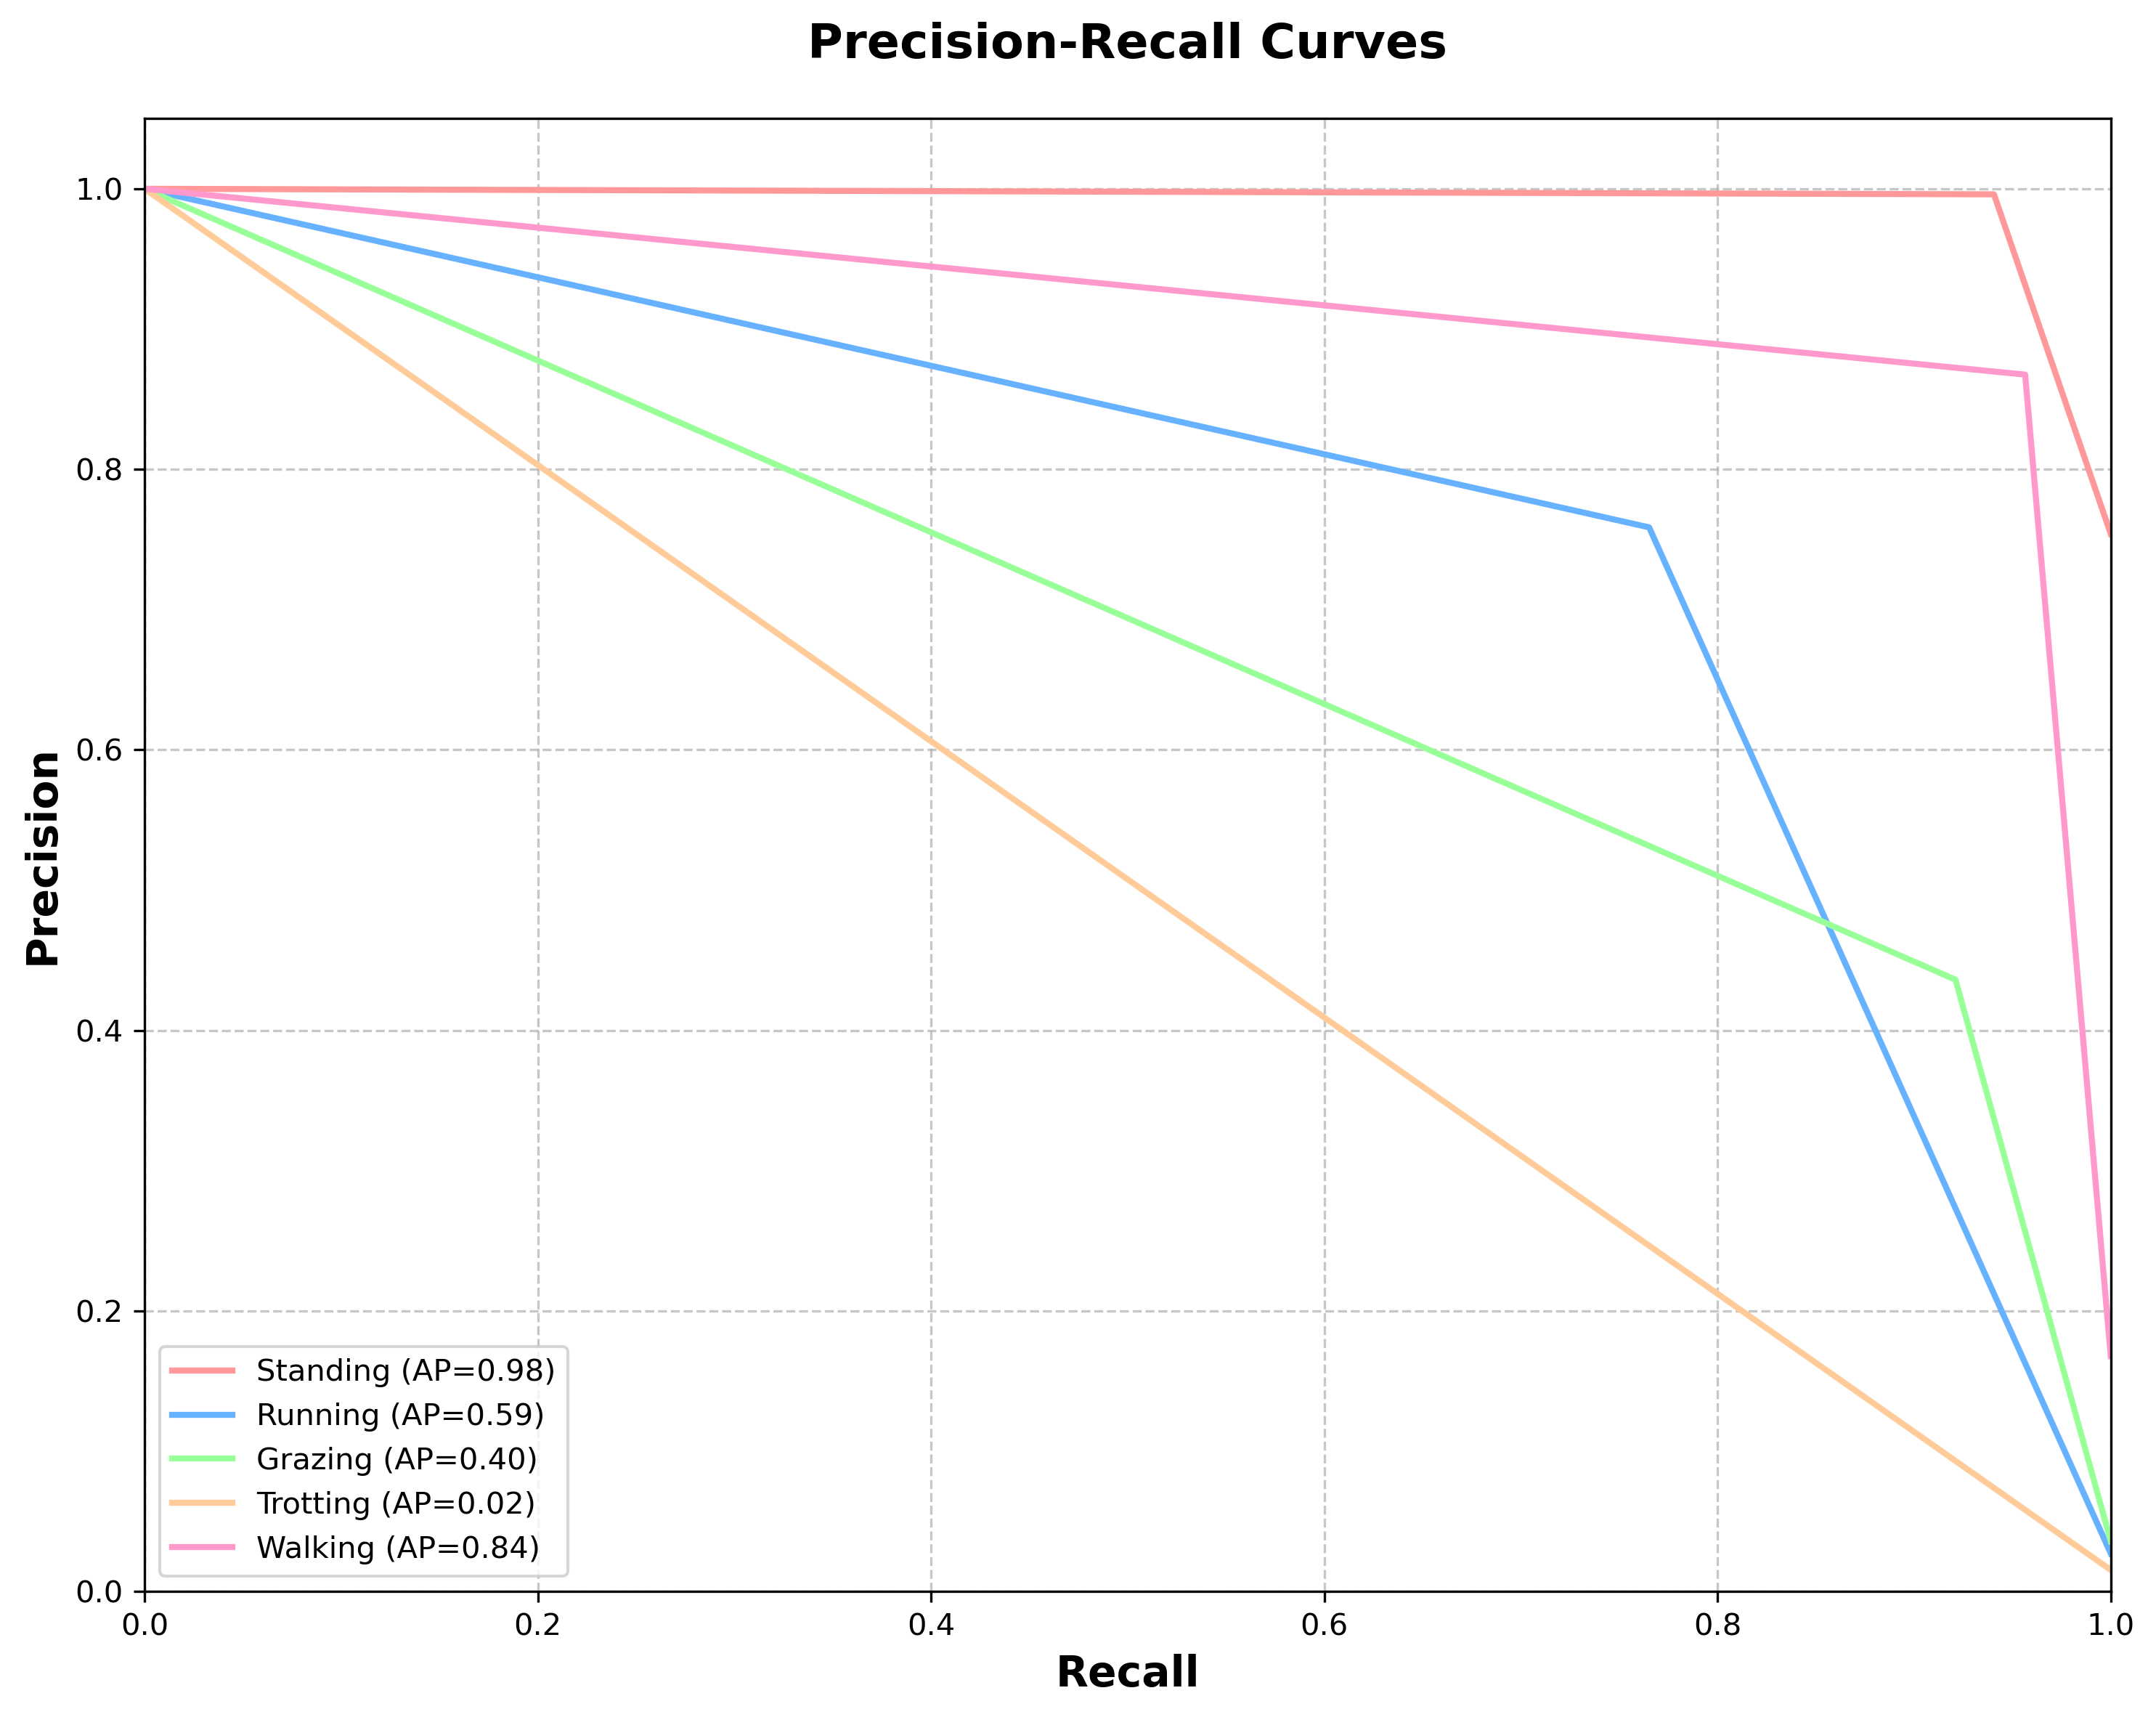 Precision-Recall Curves
Precision
1.0
0.8
0.6
0.4
0.2
0.0
Standing (AP=0.98)
Running (AP=0.59)
Grazing (AP=0.40)
Trotting (AP=0.02)
Walking (AP=0.84)
0.0 0.2 0.4 0.6 0.8 1.0
Recall